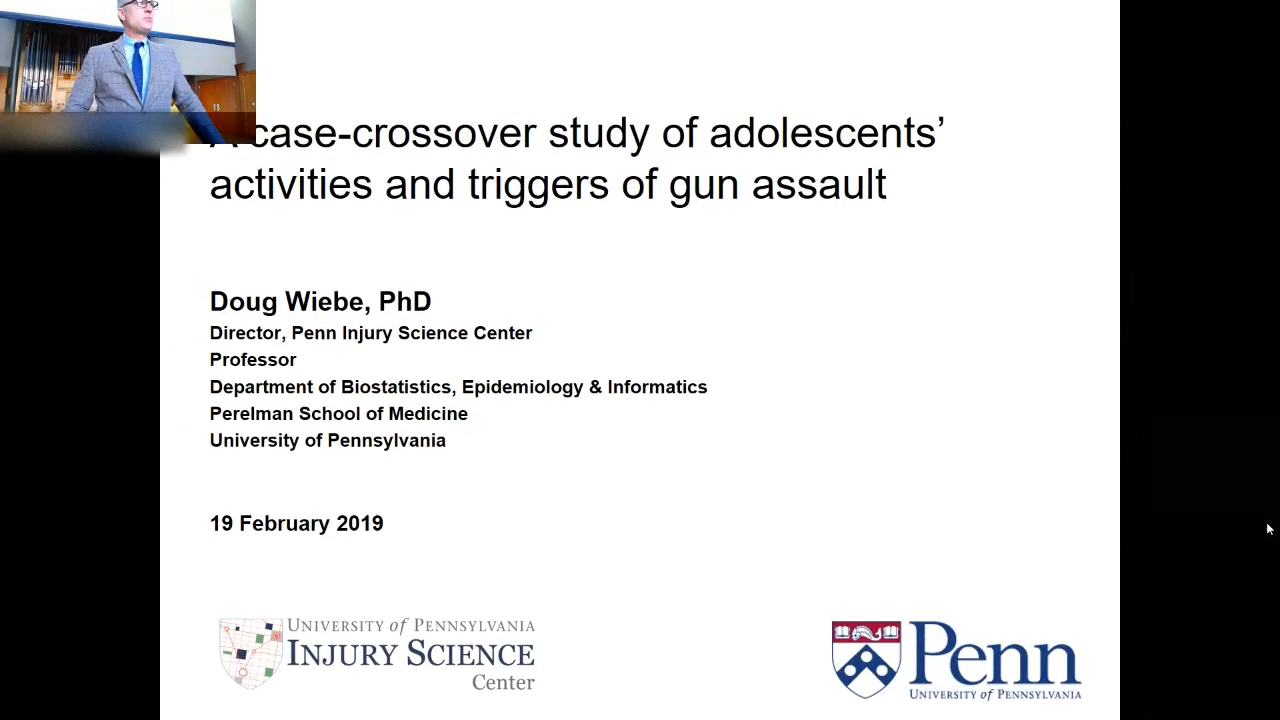 A case-crossover study of adolescents’
activities and triggers of gun assault
Doug Wiebe, PhD
Director, Penn Injury Science Center
Professor
Department of Biostatistics, Epidemiology & Informatics
Perelman School of Medicine
University of Pennsylvania
19 February 2019
UNIVERSITY of PENNSYLVANIA
INJURY SCIENCE
Center
Penn
UNIVERSITY of PENNSYLVANIA